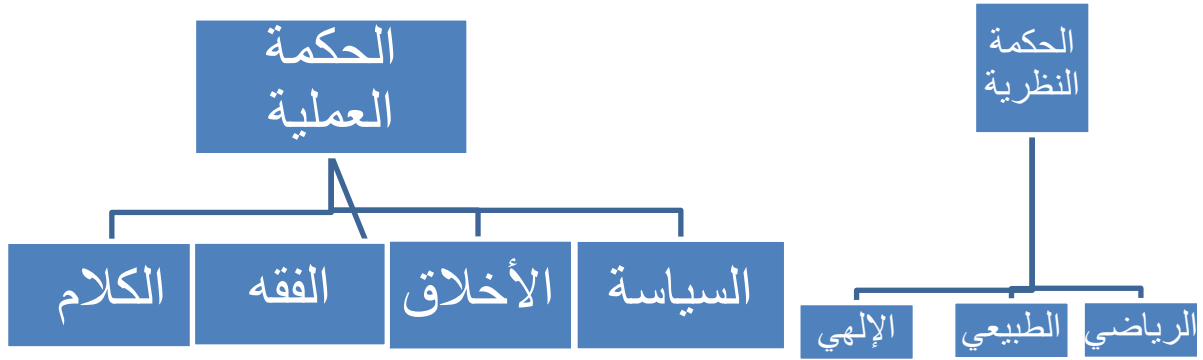 الحكمة
النظرية
الرياضي
الطبيعي
الإلهي
الحكمة
العملية
السياسة
الأخلاق
الفقه
الكلام